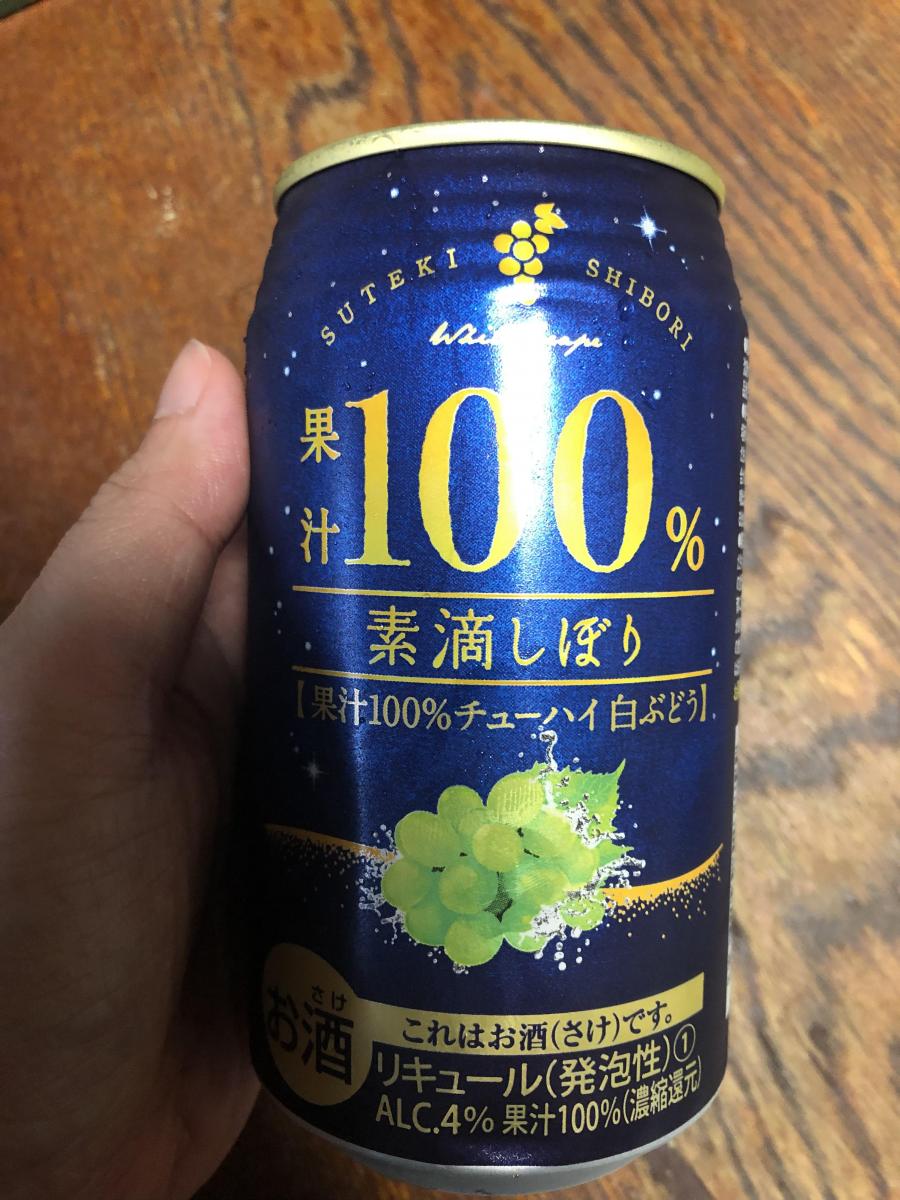 SUTEKI SHIBORI
果汁100%
素滴しぼり
【果汁100%チューハイ 白ぶどう】
さけ
お酒
これはお酒(さけ)です。
リキュール(発泡性)①
ALC.4% 果汁100%(濃縮還元)